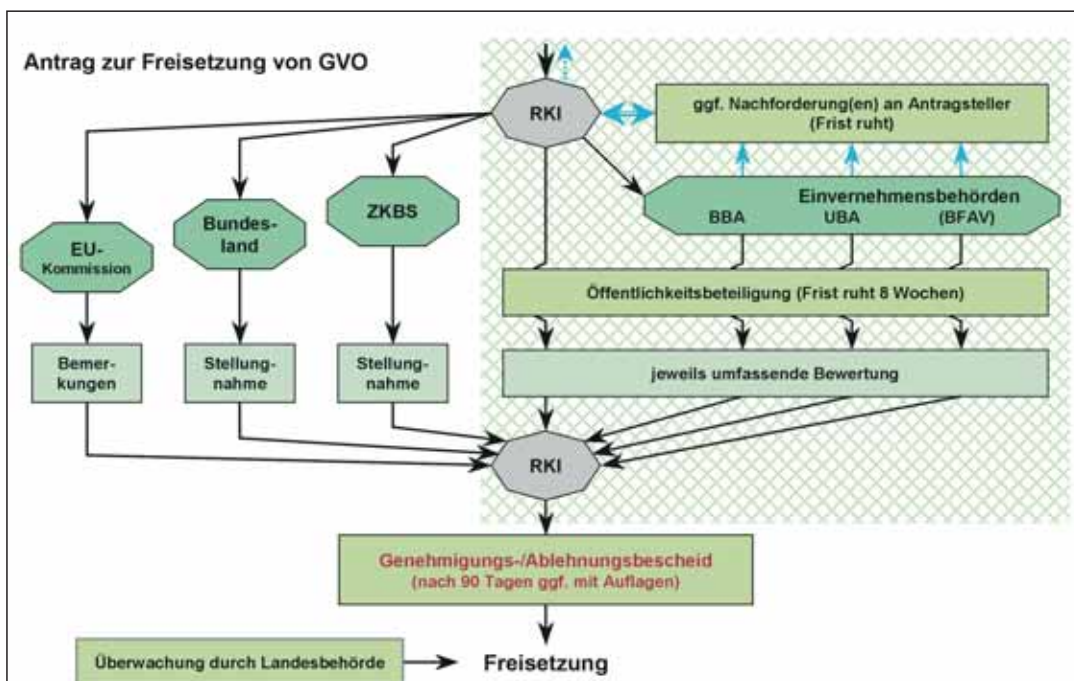 Antrag zur Freisetzung von GVO
RKI
ggf. Nachforderung(en) an Antragsteller
(Frist ruht)
Einvernehmensbehörden
BBA UBA (BFAV)
ZKBS
Bundes-
land
EU-
Kommission
Öffentlichkeitsbeteiligung (Frist ruht 8 Wochen)
Bemer-
kungen
Stellung-
nahme
Stellung-
nahme
jeweils umfassende Bewertung
RKI
Genehmigungs-/Ablehnungsbescheid
(nach 90 Tagen ggf. mit Auflagen)
Überwachung durch Landesbehörde
Freisetzung